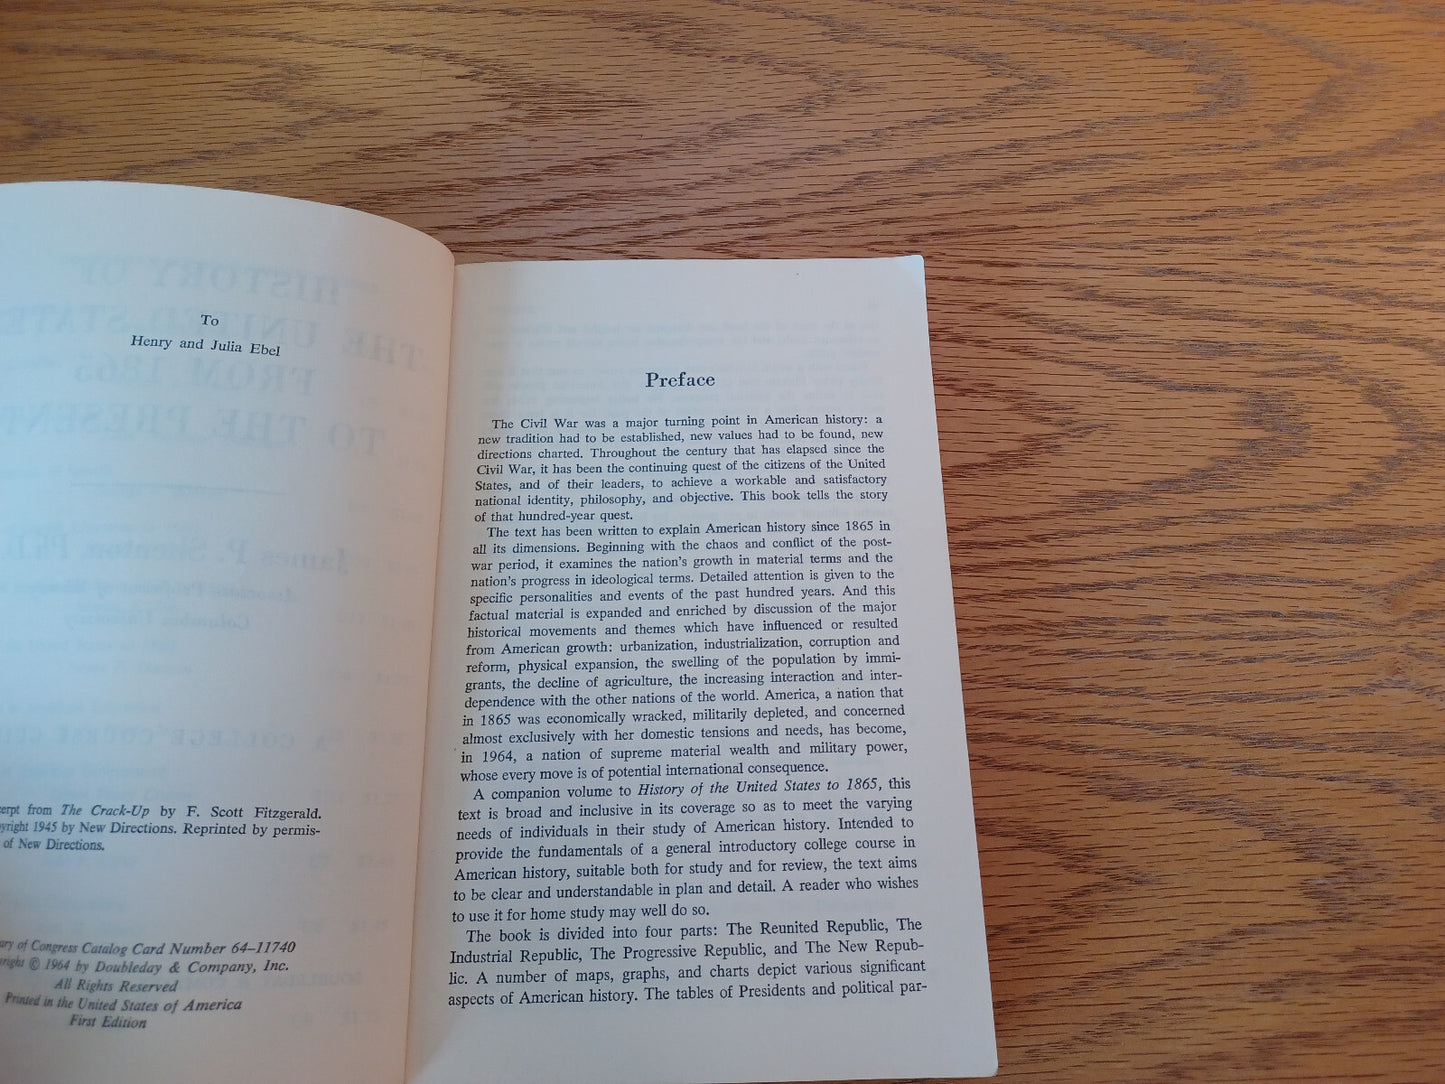 To
Henry and Julia Ebel
from The Crack-Up by F. Scott Fitzgerald.
1945 by New Directions. Reprinted by permis-
of New Directions.
of Congress Catalog Card Number 64–11740
© 1964 by Doubleday & Company, Inc.
All Rights Reserved
Printed in the United States of America
First Edition
Preface
The Civil War was a major turning point in American history: a
new tradition had to be established, new values had to be found, new
directions charted. Throughout the century that has elapsed since the
Civil War, it has been the continuing quest of the citizens of the United
States, and of their leaders, to achieve a workable and satisfactory
national identity, philosophy, and objective. This book tells the story
of that hundred-year quest.
The text has been written to explain American history since 1865 in
all its dimensions. Beginning with the chaos and conflict of the post-
war period, it examines the nation's growth in material terms and the
nation's progress in ideological terms. Detailed attention is given to the
specific personalities and events of the past hundred years. And this
factual material is expanded and enriched by discussion of the major
historical movements and themes which have influenced or resulted
from American growth: urbanization, industrialization, corruption and
reform, physical expansion, the swelling of the population by immi-
grants, the decline of agriculture, the increasing interaction and inter-
dependence with the other nations of the world. America, a nation that
in 1865 was economically wracked, militarily depleted, and concerned
almost exclusively with her domestic tensions and needs, has become,
in 1964, a nation of supreme material wealth and military power,
whose every move is of potential international consequence.
A companion volume to History of the United States to 1865, this
text is broad and inclusive in its coverage so as to meet the varying
needs of individuals in their study of American history. Intended to
provide the fundamentals of a general introductory college course in
American history, suitable both for study and for review, the text aims
to be clear and understandable in plan and detail. A reader who wishes
to use it for home study may well do so.
The book is divided into four parts: The Reunited Republic, The
Industrial Republic, The Progressive Republic, and The New Repub-
lic. A number of maps, graphs, and charts depict various significant
aspects of American history. The tables of Presidents and political par-